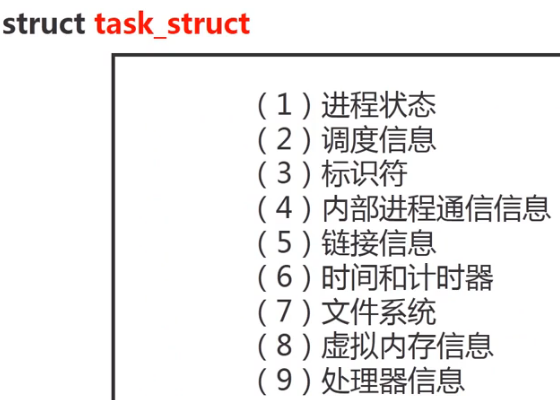 struct task_struct
（1）进程状态
（2）调度信息
（3）标识符
（4）内部进程通信信息
（5）链接信息
（6）时间和计时器
（7）文件系统
（8）虚拟内存信息
（9）处理器信息